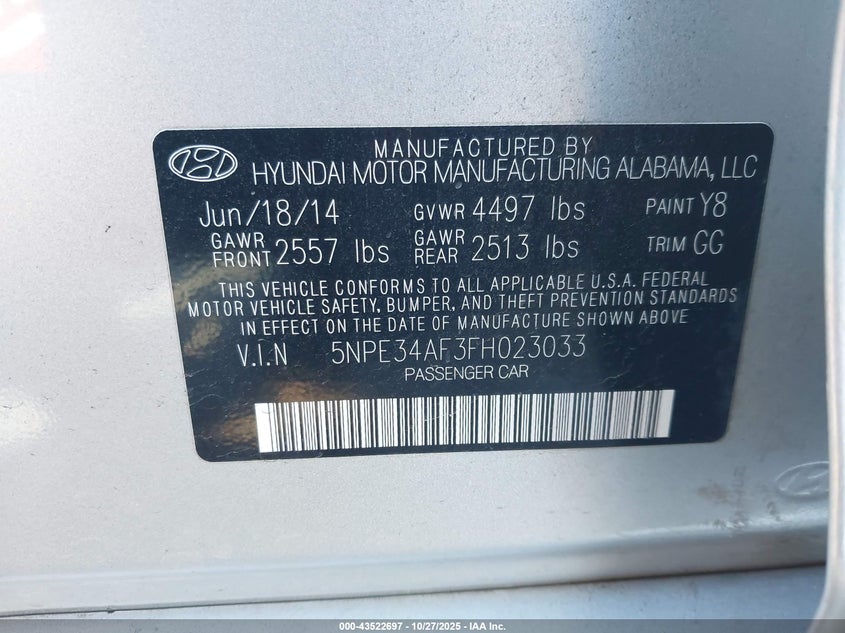 MANUFACTURED BY
HYUNDAI MOTOR MANUFACTURING ALABAMA, LLC
Jun/18/14 GVWR 4497 lbs PAINT Y8
GAWR FRONT 2557 lbs GAWR REAR 2513 lbs TRIM GG
THIS VEHICLE CONFORMS TO ALL APPLICABLE U.S.A. FEDERAL
MOTOR VEHICLE SAFETY, BUMPER, AND THEFT PREVENTION STANDARDS
IN EFFECT ON THE DATE OF MANUFACTURE SHOWN ABOVE
V.I.N 5NPE34AF3FH023033
PASSENGER CAR
000-43522697 - 10/27/2025 - IAA Inc.